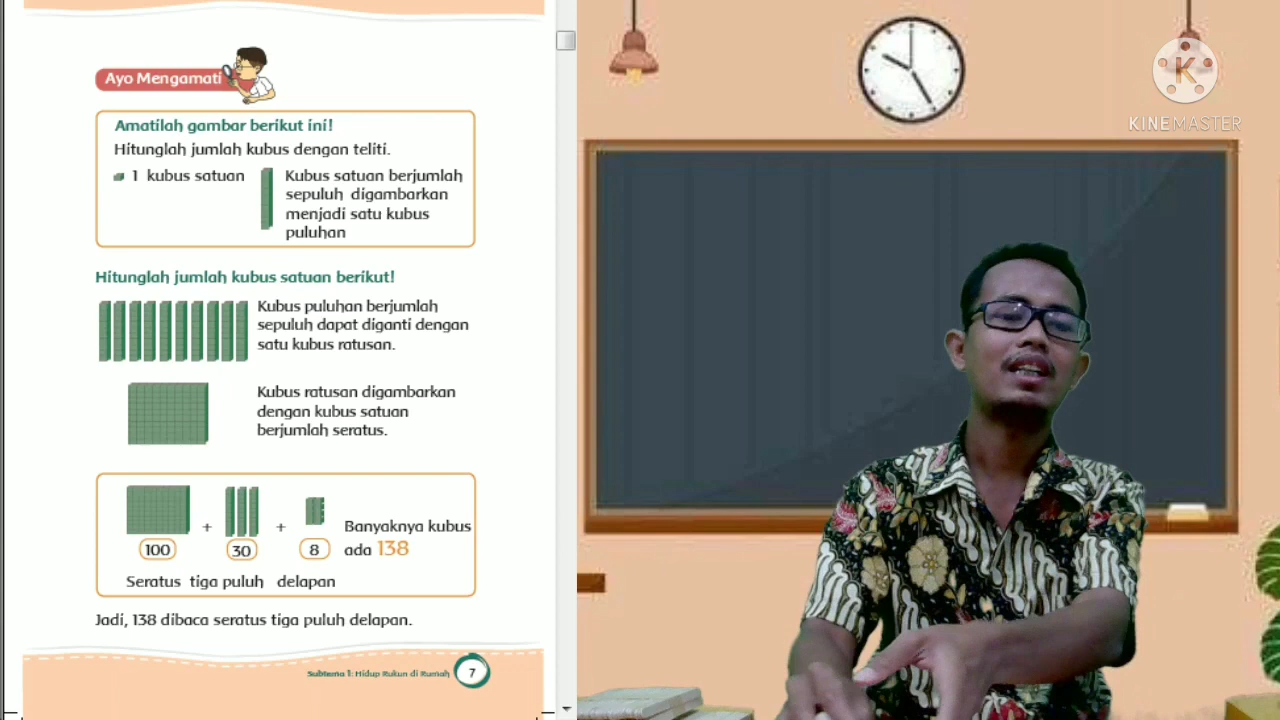 Ayo Mengamati
Amatilah gambar berikut ini!
Hitunglah jumlah kubus dengan teliti.
1 kubus satuan
Kubus satuan berjumlah
sepuluh digambarkan
menjadi satu kubus
puluhan
Hitunglah jumlah kubus satuan berikut!
Kubus puluhan berjumlah
sepuluh dapat diganti dengan
satu kubus ratusan.
Kubus ratusan digambarkan
dengan kubus satuan
berjumlah seratus.
+ +
Banyaknya kubus
100 30 8 ada 138
Seratus tiga puluh delapan
Jadi, 138 dibaca seratus tiga puluh delapan.
Subtema 1: Hidup Rukun di Rumah 7
K
KINEMASTER